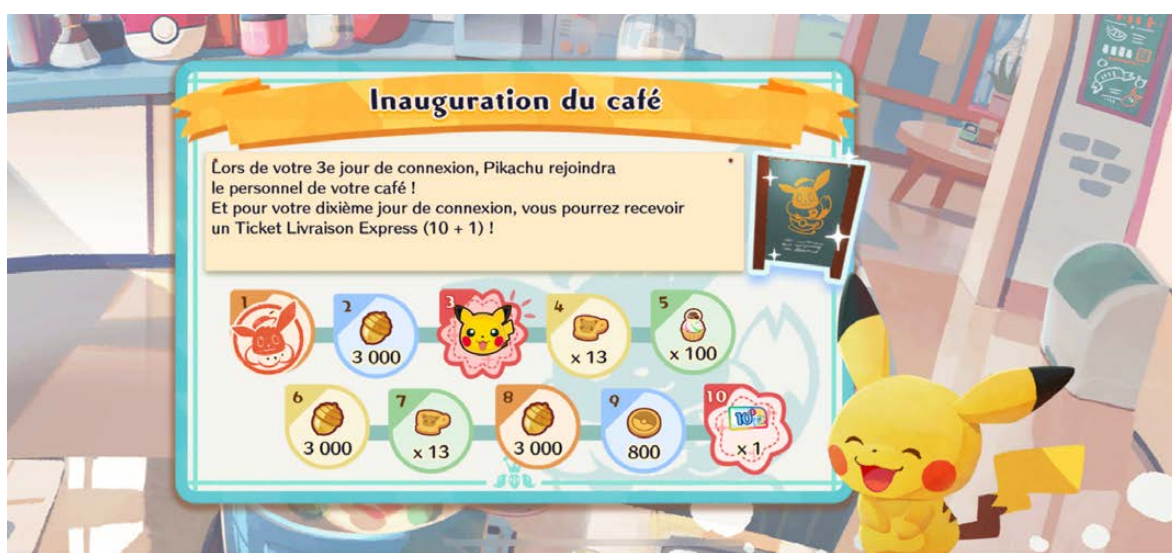 Inauguration du café
Lors de votre 3e jour de connexion, Pikachu rejoindra
le personnel de votre café !
Et pour votre dixième jour de connexion, vous pourrez recevoir
un Ticket Livraison Express (10 + 1) !
1
2
3 000
3
4
x 13
5
x 100
6
3 000
7
x 13
8
3 000
9
800
10
10
x 1